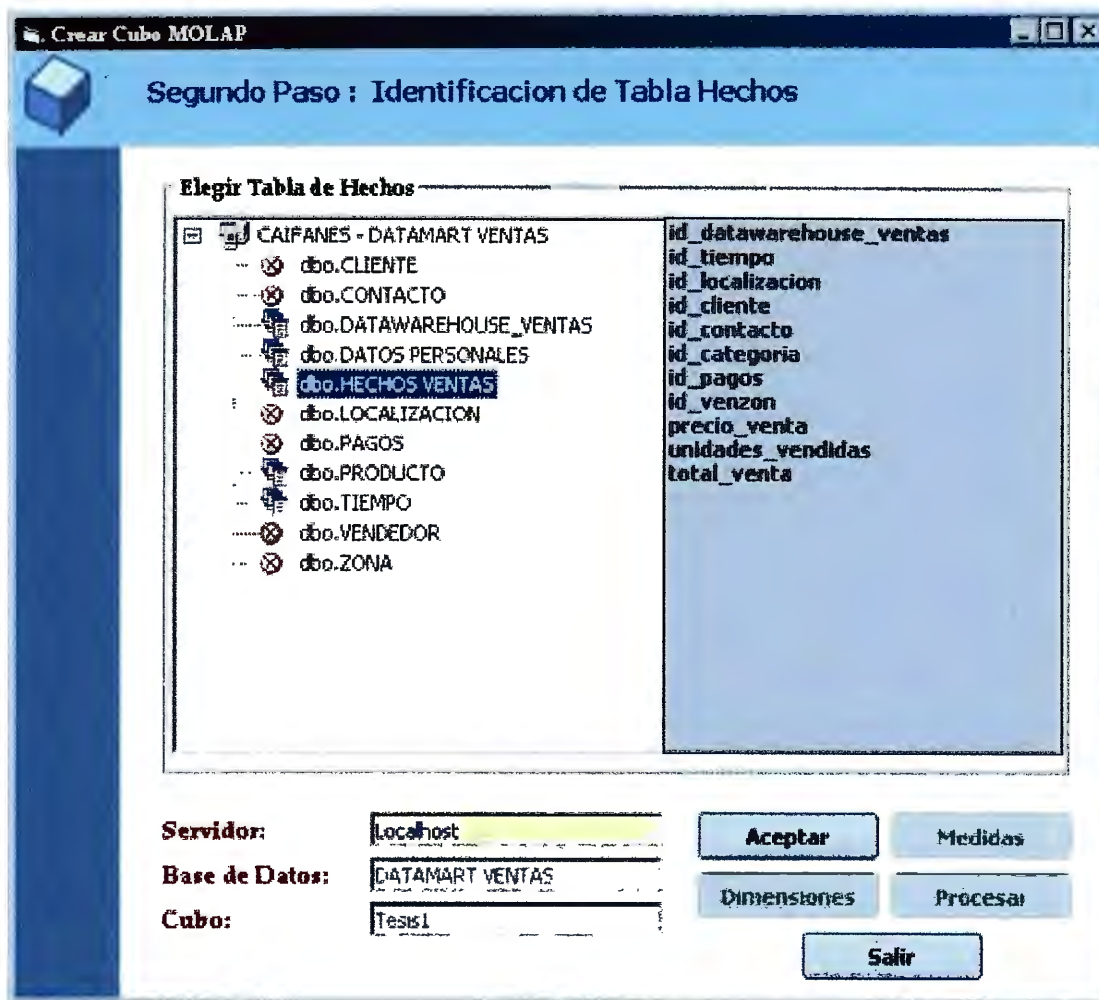 Crear Cubo MOLAP
Segundo Paso : Identificacion de Tabla Hechos
Elegir Tabla de Hechos
CAIFANES - DATAMART VENTAS
dbo.CLIENTE
dbo.CONTACTO
dbo.DATAWAREHOUSE_VENTAS
dbo.DATOS PERSONALES
dbo.HECHOS VENTAS
dbo.LOCALIZACION
dbo.PAGOS
dbo.PRODUCTO
dbo.TIEMPO
dbo.VENDEDOR
dbo.ZONA
id_datawarehouse_ventas
id_tiempo
id_localizacion
id_cliente
id_contacto
id_categoria
id_pagos
id_venzon
precio_venta
unidades_vendidas
total_venta
Servidor: Localhost
Base de Datos: DATAMART VENTAS
Cubo: Tesis1
Aceptar Medidas
Dimensiones Procesar
Salir